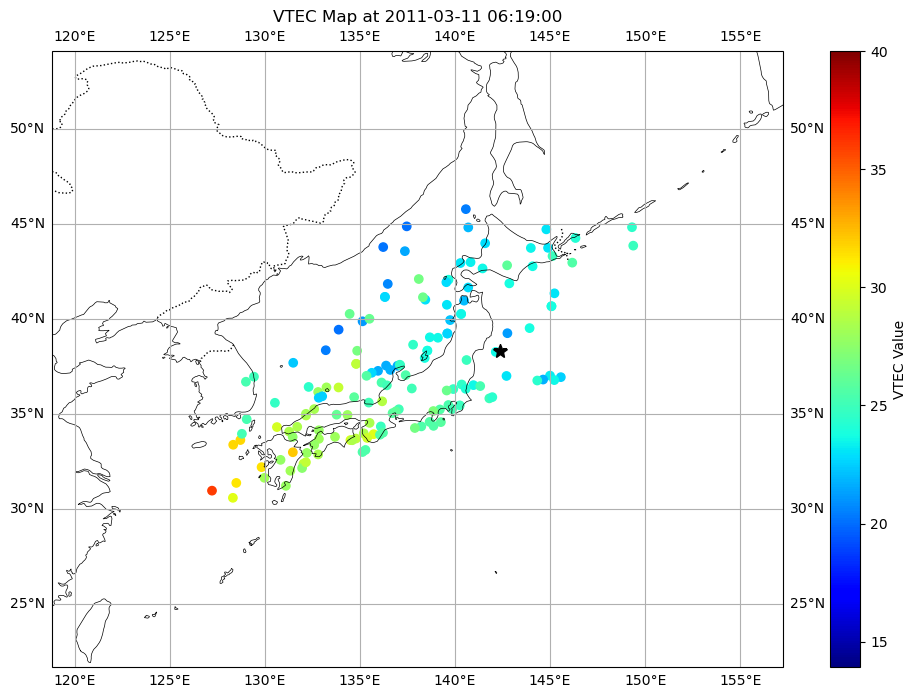 VTEC Map at 2011-03-11 06:19:00
120°E 125°E 130°E 135°E 140°E 145°E 150°E 155°E
50°N 50°N
45°N 45°N
40°N 40°N
35°N 35°N
30°N 30°N
25°N 25°N
120°E 125°E 130°E 135°E 140°E 145°E 150°E 155°E
40
35
30
25
20
15
VTEC Value